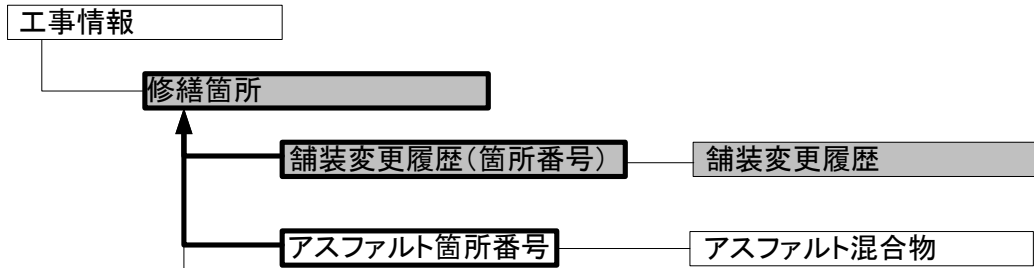 工事情報
修繕箇所
舗装変更履歴(箇所番号)
舗装変更履歴
アスファルト箇所番号
アスファルト混合物